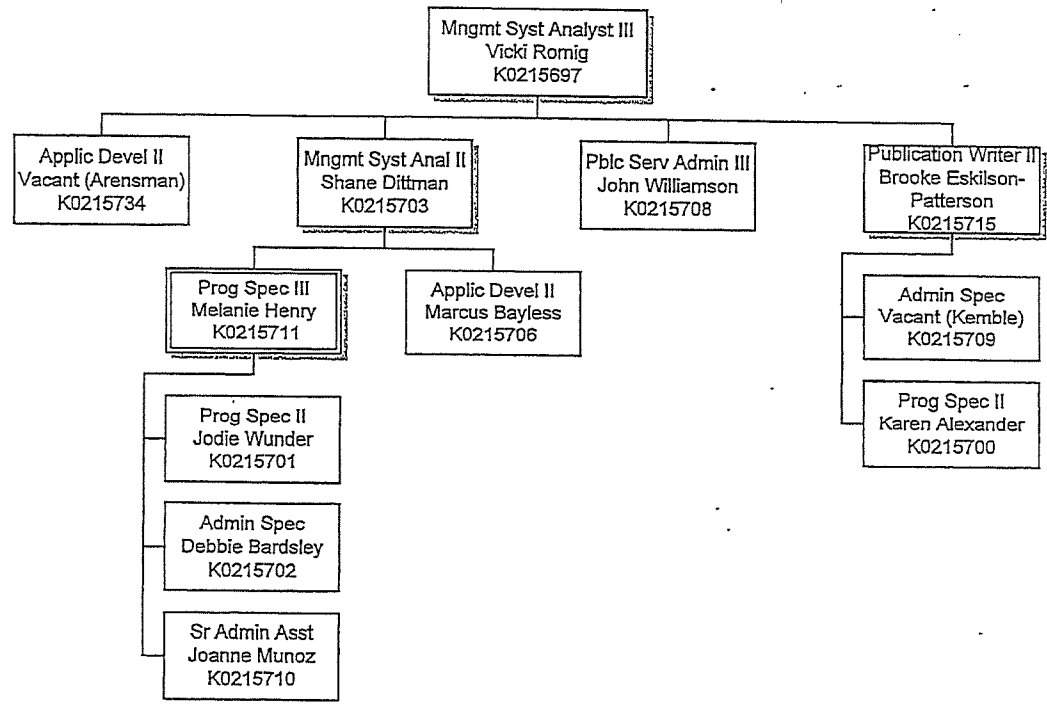 Mngmt Syst Analyst III
Vicki Romig
K0215697
Applic Devel II
Vacant (Arensman)
K0215734
Mngmt Syst Anal II
Shane Dittman
K0215703
Pblc Serv Admin III
John Williamson
K0215708
Publication Writer II
Brooke Eskilson-
Patterson
K0215715
Prog Spec III
Melanie Henry
K0215711
Applic Devel II
Marcus Bayless
K0215706
Admin Spec
Vacant (Kemble)
K0215709
Prog Spec II
Karen Alexander
K0215700
Prog Spec II
Jodie Wunder
K0215701
Admin Spec
Debbie Bardsley
K0215702
Sr Admin Asst
Joanne Munoz
K0215710